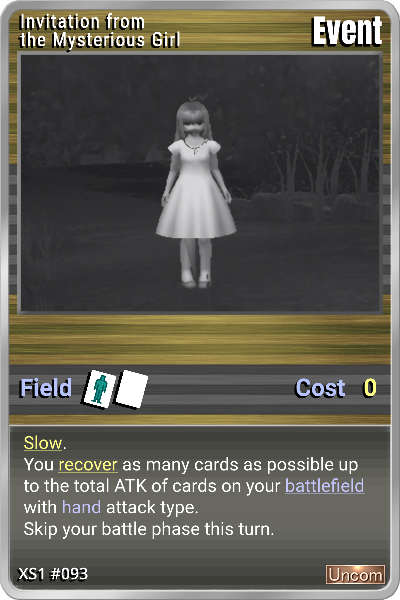 Invitation from
the Mysterious Girl
Event
Field
Cost 0
Slow.
You recover as many cards as possible up
to the total ATK of cards on your battlefield
with hand attack type.
Skip your battle phase this turn.
XS1 #093
Uncom